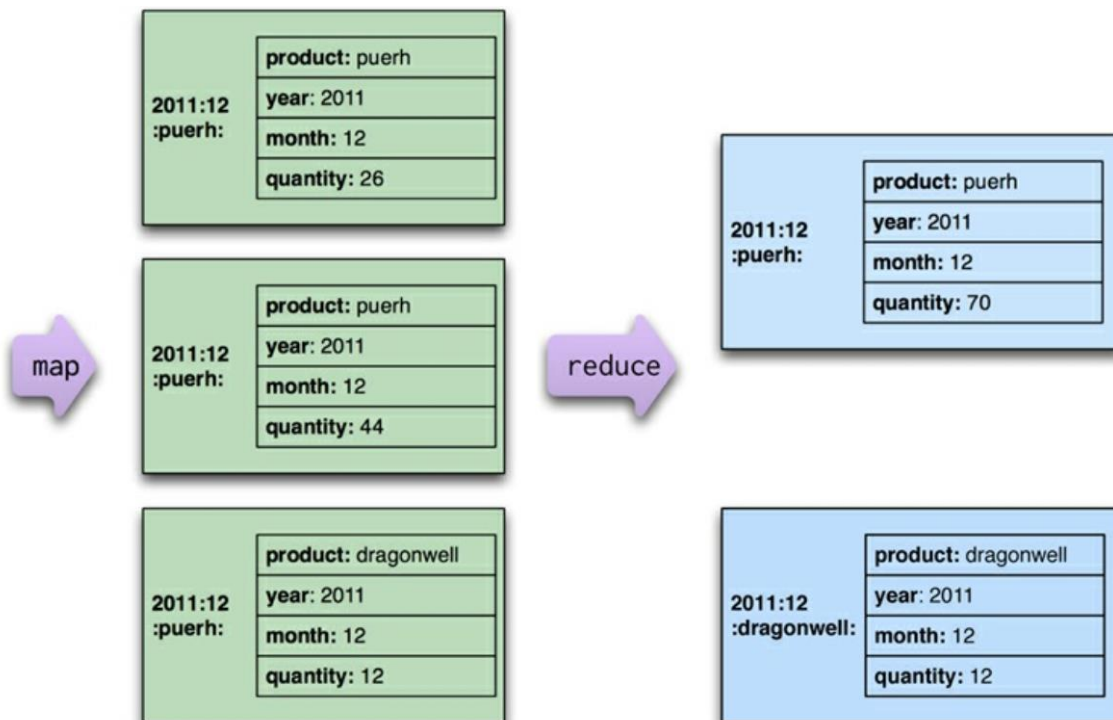 map
2011:12
:puerh:
product: puerh
year: 2011
month: 12
quantity: 26
2011:12
:puerh:
product: puerh
year: 2011
month: 12
quantity: 44
2011:12
:puerh:
product: dragonwell
year: 2011
month: 12
quantity: 12
reduce
2011:12
:puerh:
product: puerh
year: 2011
month: 12
quantity: 70
2011:12
:dragonwell:
product: dragonwell
year: 2011
month: 12
quantity: 12